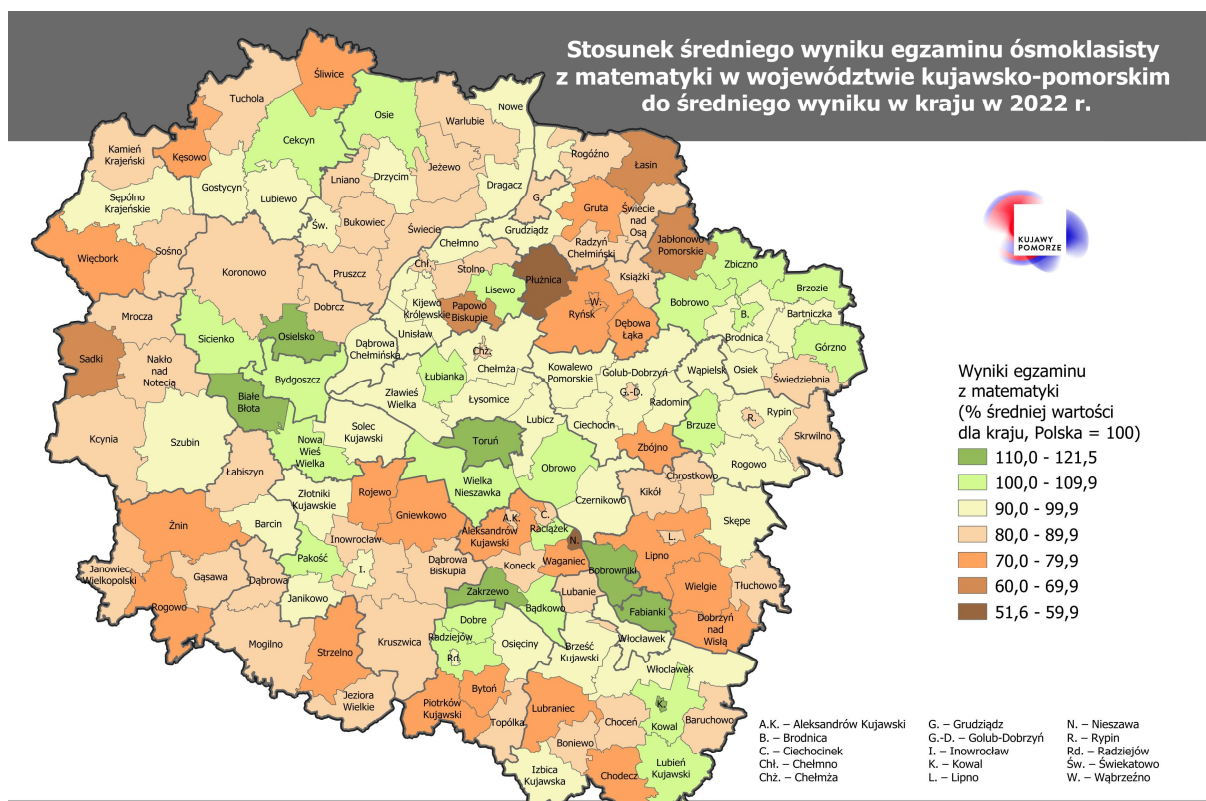 Stosunek średniego wyniku egzaminu ósmoklasisty
z matematyki w województwie kujawsko-pomorskim
do średniego wyniku w kraju w 2022 r.
Śliwice
Tuchola
Osie
Nowe
Warlubie
Cekcyn
Kamień
Krajeński
Kęsowo
Rogóźno
Łasin
Lniano
Drzycim
Jeżewo
Dragacz
Gostycyn
Lubiewo
Sępólno
Krajeńskie
G.
Gruta
Świecie
nad
Osą
Św.
Bukowiec
Świecie
Grudziądz
Chełmno
Jabłonowo
Pomorskie
Radzyń
Chełmiński
Więcbork
Sośno
Koronowo
Pruszcz
Chł.
Stolno
Płużnica
Książki
Zbiczno
Lisewo
Bobrowo
Brzozie
Dobrcz
Kijewo
Królewskie
Papowo
Biskupie
W.
Ryńsk
Dębowa
Łąka
B.
Bartniczka
Mrocza
Sicienko
Osielsko
Unisław
Brodnica
Górzno
Dąbrowa
Chełmińska
Chż.
Sadki
Nakło
nad
Notecią
Bydgoszcz
Łubianka
Chełmża
Kowalewo
Pomorskie
Golub-Dobrzyń
Wąpielsk
Osiek
Świedziebnia
Białe
Błota
Zławieś
Wielka
Łysomice
G.-D.
Radomin
Rypin
R.
Kcynia
Szubin
Solec
Kujawski
Lubicz
Ciechocin
Brzuze
Skrwilno
Nowa
Wieś
Wielka
Toruń
Zbójno
Rogowo
Łabiszyn
Wielka
Nieszawka
Obrowo
Chrostkowo
Kikół
Złotniki
Kujawskie
Rojewo
Gniewkowo
Czernikowo
Skępe
Żnin
Barcin
A.K.
C.
Raciążek
Aleksandrów
Kujawski
Inowrocław
N.
L.
Lipno
Pakość
I.
Dąbrowa
Biskupia
Koneck
Waganiec
Bobrowniki
Janowiec
Wielkopolski
Gąsawa
Dąbrowa
Janikowo
Zakrzewo
Lubanie
Wielgie
Tłuchowo
Rogowo
Bądkowo
Fabianki
Dobrzyń
nad
Wisłą
Dobre
Mogilno
Strzelno
Kruszwica
Radziejów
Osięciny
Włocławek
Rd.
Brześć
Kujawski
Włocławek
Jeziora
Wielkie
Piotrków
Kujawski
Bytoń
Topólka
Lubraniec
Choceń
K.
Kowal
Baruchowo
Boniewo
Izbica
Kujawska
Chodecz
Lubień
Kujawski
KUJAWY
POMORZE
Wyniki egzaminu
z matematyki
(% średniej wartości
dla kraju, Polska = 100)
110,0 - 121,5
100,0 - 109,9
90,0 - 99,9
80,0 - 89,9
70,0 - 79,9
60,0 - 69,9
51,6 - 59,9
A.K. – Aleksandrów Kujawski
B. – Brodnica
C. – Ciechocinek
Chł. – Chełmno
Chż. – Chełmża
G. – Grudziądz
G.-D. – Golub-Dobrzyń
I. – Inowrocław
K. – Kowal
L. – Lipno
N. – Nieszawa
R. – Rypin
Rd. – Radziejów
Św. – Świekatowo
W. – Wąbrzeźno